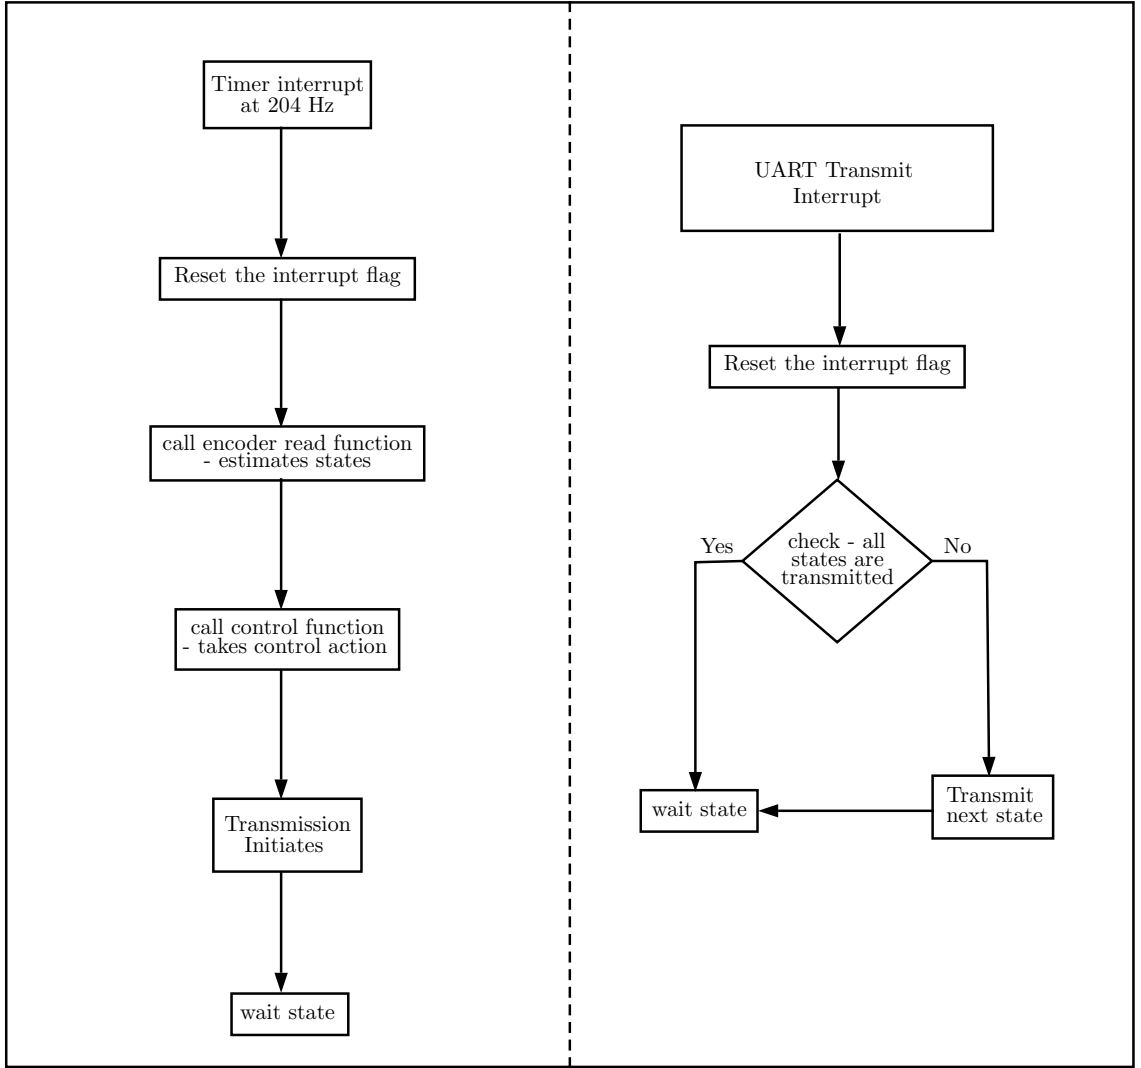 Timer interrupt
at 204 Hz
Reset the interrupt flag
call encoder read function
- estimates states
call control function
- takes control action
Transmission
Initiates
wait state
UART Transmit
Interrupt
Reset the interrupt flag
check - all
states are
transmitted
Yes
No
wait state
Transmit
next state